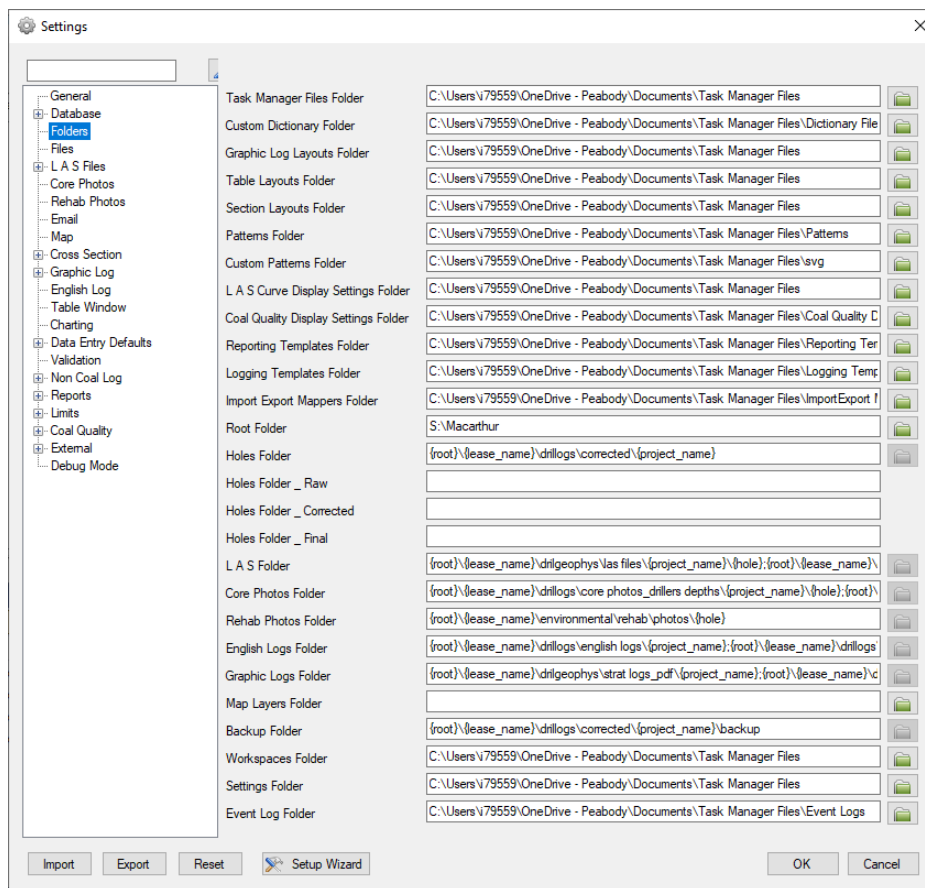 Settings
General
Database
Folders
Files
L A S Files
Core Photos
Rehab Photos
Email
Map
Cross Section
Graphic Log
English Log
Table Window
Charting
Data Entry Defaults
Validation
Non Coal Log
Reports
Limits
Coal Quality
External
Debug Mode
Task Manager Files Folder C:\Users\i79559\OneDrive - Peabody\Documents\Task Manager Files
Custom Dictionary Folder C:\Users\i79559\OneDrive - Peabody\Documents\Task Manager Files\Dictionary File
Graphic Log Layouts Folder C:\Users\i79559\OneDrive - Peabody\Documents\Task Manager Files
Table Layouts Folder C:\Users\i79559\OneDrive - Peabody\Documents\Task Manager Files
Section Layouts Folder C:\Users\i79559\OneDrive - Peabody\Documents\Task Manager Files
Patterns Folder C:\Users\i79559\OneDrive - Peabody\Documents\Task Manager Files\Patterns
Custom Patterns Folder C:\Users\i79559\OneDrive - Peabody\Documents\Task Manager Files\svg
L A S Curve Display Settings Folder C:\Users\i79559\OneDrive - Peabody\Documents\Task Manager Files
Coal Quality Display Settings Folder C:\Users\i79559\OneDrive - Peabody\Documents\Task Manager Files\Coal Quality D
Reporting Templates Folder C:\Users\i79559\OneDrive - Peabody\Documents\Task Manager Files\Reporting Ter
Logging Templates Folder C:\Users\i79559\OneDrive - Peabody\Documents\Task Manager Files\Logging Temp
Import Export Mappers Folder C:\Users\i79559\OneDrive - Peabody\Documents\Task Manager Files\ImportExport
Root Folder S:\Macarthur
Holes Folder {root}\{lease_name}\drillogs\corrected\{project_name}
Holes Folder _ Raw
Holes Folder _ Corrected
Holes Folder _ Final
L A S Folder {root}\{lease_name}\drilgeophys\las files\{project_name}\{hole};{root}\{lease_name}\
Core Photos Folder {root}\{lease_name}\drillogs\core photos_drillers depths\{project_name}\{hole};{root}\
Rehab Photos Folder {root}\{lease_name}\environmental\rehab\photos\{hole}
English Logs Folder {root}\{lease_name}\drillogs\english logs\{project_name};{root}\{lease_name}\drillogs\
Graphic Logs Folder {root}\{lease_name}\drilgeophys\strat logs_pdf\{project_name};{root}\{lease_name}\
Map Layers Folder
Backup Folder {root}\{lease_name}\drillogs\corrected\{project_name}\backup
Workspaces Folder C:\Users\i79559\OneDrive - Peabody\Documents\Task Manager Files
Settings Folder C:\Users\i79559\OneDrive - Peabody\Documents\Task Manager Files
Event Log Folder C:\Users\i79559\OneDrive - Peabody\Documents\Task Manager Files\Event Logs
Import Export Reset Setup Wizard OK Cancel